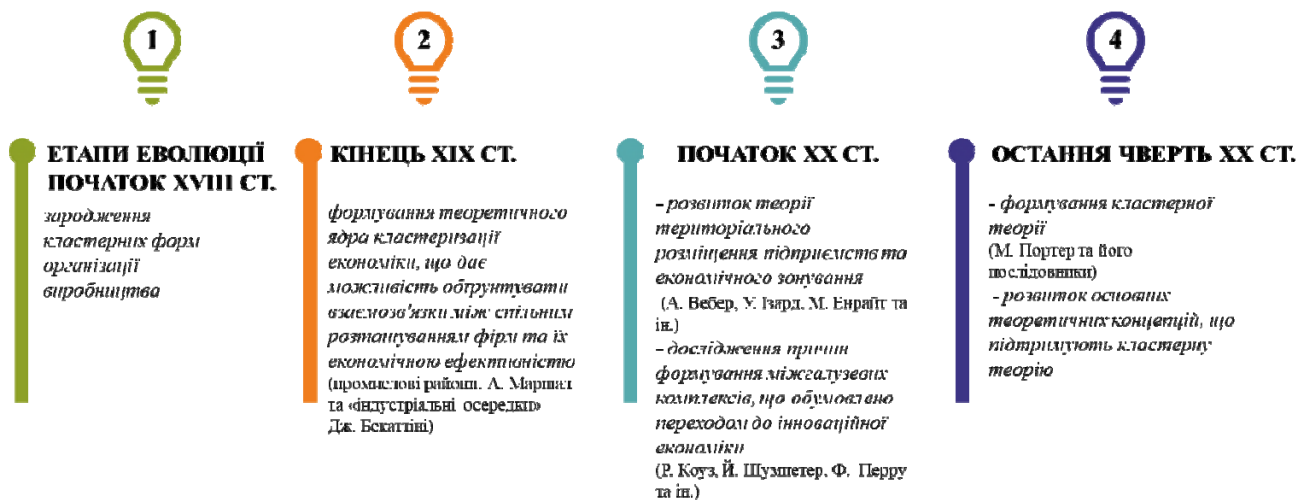 1
ЕТАПИ ЕВОЛЮЦІЇ
ПОЧАТОК XVIII СТ.
зародження
кластерних форм
організації
виробництва
2
КІНЕЦЬ ХІХ СТ.
формування теоретичного
ядра кластеризації
економіки, що дає
можливість обґрунтувати
взаємозв'язки між спільним
розташуванням фірм та їх
економічною ефективністю
(промислові райони. А. Маршал
та «індустріальні осередки»
Дж. Бекаттіні)
3
ПОЧАТОК ХХ СТ.
- розвиток теорії
територіального
розміщення підприємств та
економічного зонування
(А. Вебер, У. Ізард, М. Енрайт та
ін.)
- дослідження причин
формування міжгалузевих
комплексів, що обумовлено
переходом до інноваційної
економіки
(Р. Коуз, Й. Шумпетер, Ф. Перру
та ін.)
4
ОСТАННЯ ЧВЕРТЬ ХХ СТ.
- формування кластерної
теорії
(М. Портер та його
послідовники)
- розвиток основних
теоретичних концепцій, що
підтримують кластерну
теорію